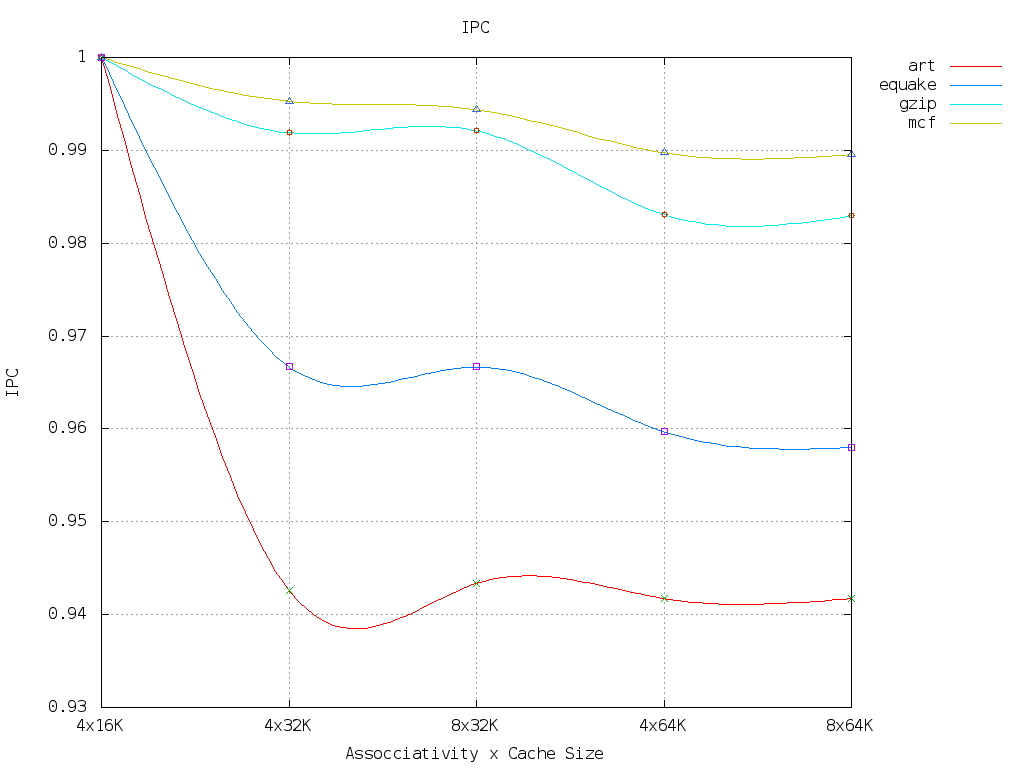 IPC
art
equake
gzip
mcf
1
0.99
0.98
0.97
0.96
0.95
0.94
0.93
IPC
4x16K 4x32K 8x32K 4x64K 8x64K
Assocciativity x Cache Size